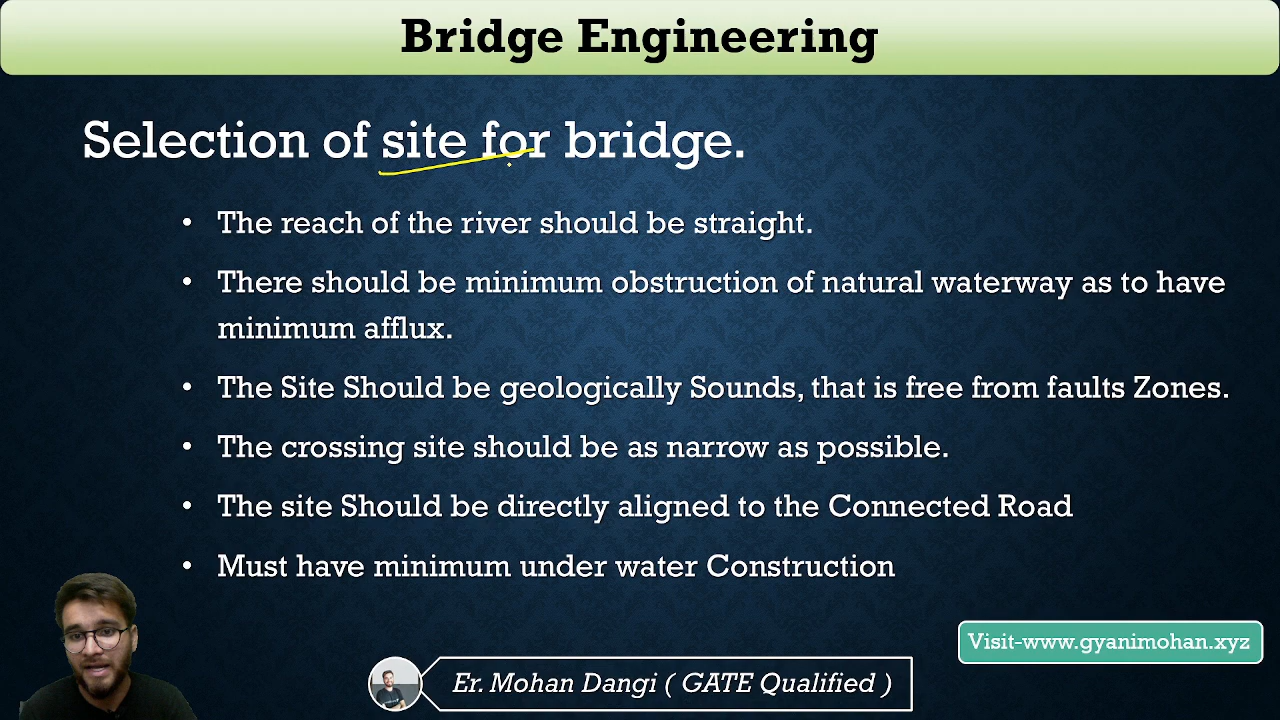 Bridge Engineering
Selection of site for bridge.
• The reach of the river should be straight.
• There should be minimum obstruction of natural waterway as to have
minimum afflux.
• The Site Should be geologically Sounds, that is free from faults Zones.
• The crossing site should be as narrow as possible.
• The site Should be directly aligned to the Connected Road
• Must have minimum under water Construction
Visit-www.gyanimohan.xyz
Er. Mohan Dangi ( GATE Qualified )